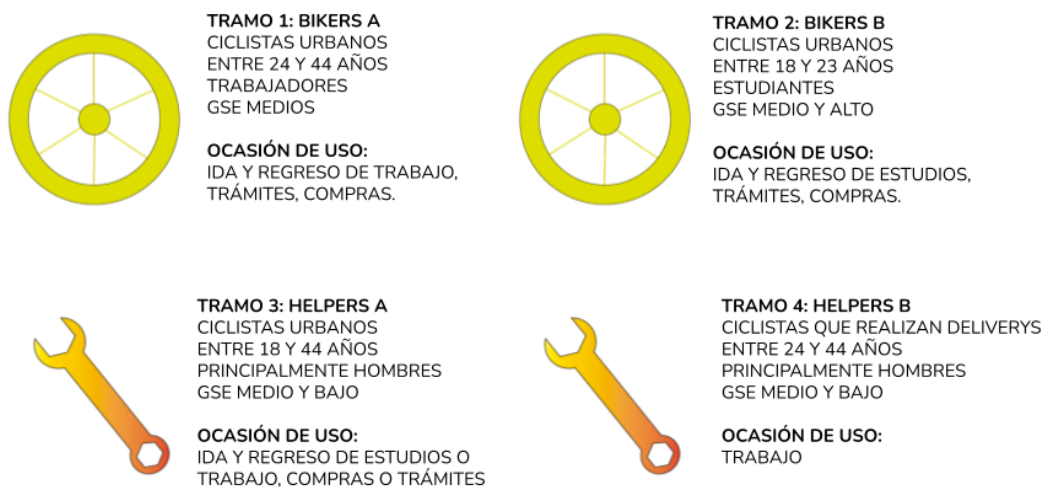 TRAMO 1: BIKERS A
CICLISTAS URBANOS
ENTRE 24 Y 44 AÑOS
TRABAJADORES
GSE MEDIOS
OCASIÓN DE USO:
IDA Y REGRESO DE TRABAJO,
TRÁMITES, COMPRAS.
TRAMO 2: BIKERS B
CICLISTAS URBANOS
ENTRE 18 Y 23 AÑOS
ESTUDIANTES
GSE MEDIO Y ALTO
OCASIÓN DE USO:
IDA Y REGRESO DE ESTUDIOS,
TRÁMITES, COMPRAS.
TRAMO 3: HELPERS A
CICLISTAS URBANOS
ENTRE 18 Y 44 AÑOS
PRINCIPALMENTE HOMBRES
GSE MEDIO Y BAJO
OCASIÓN DE USO:
IDA Y REGRESO DE ESTUDIOS O
TRABAJO, COMPRAS O TRÁMITES
TRAMO 4: HELPERS B
CICLISTAS QUE REALIZAN DELIVERYS
ENTRE 24 Y 44 AÑOS
PRINCIPALMENTE HOMBRES
GSE MEDIO Y BAJO
OCASIÓN DE USO:
TRABAJO